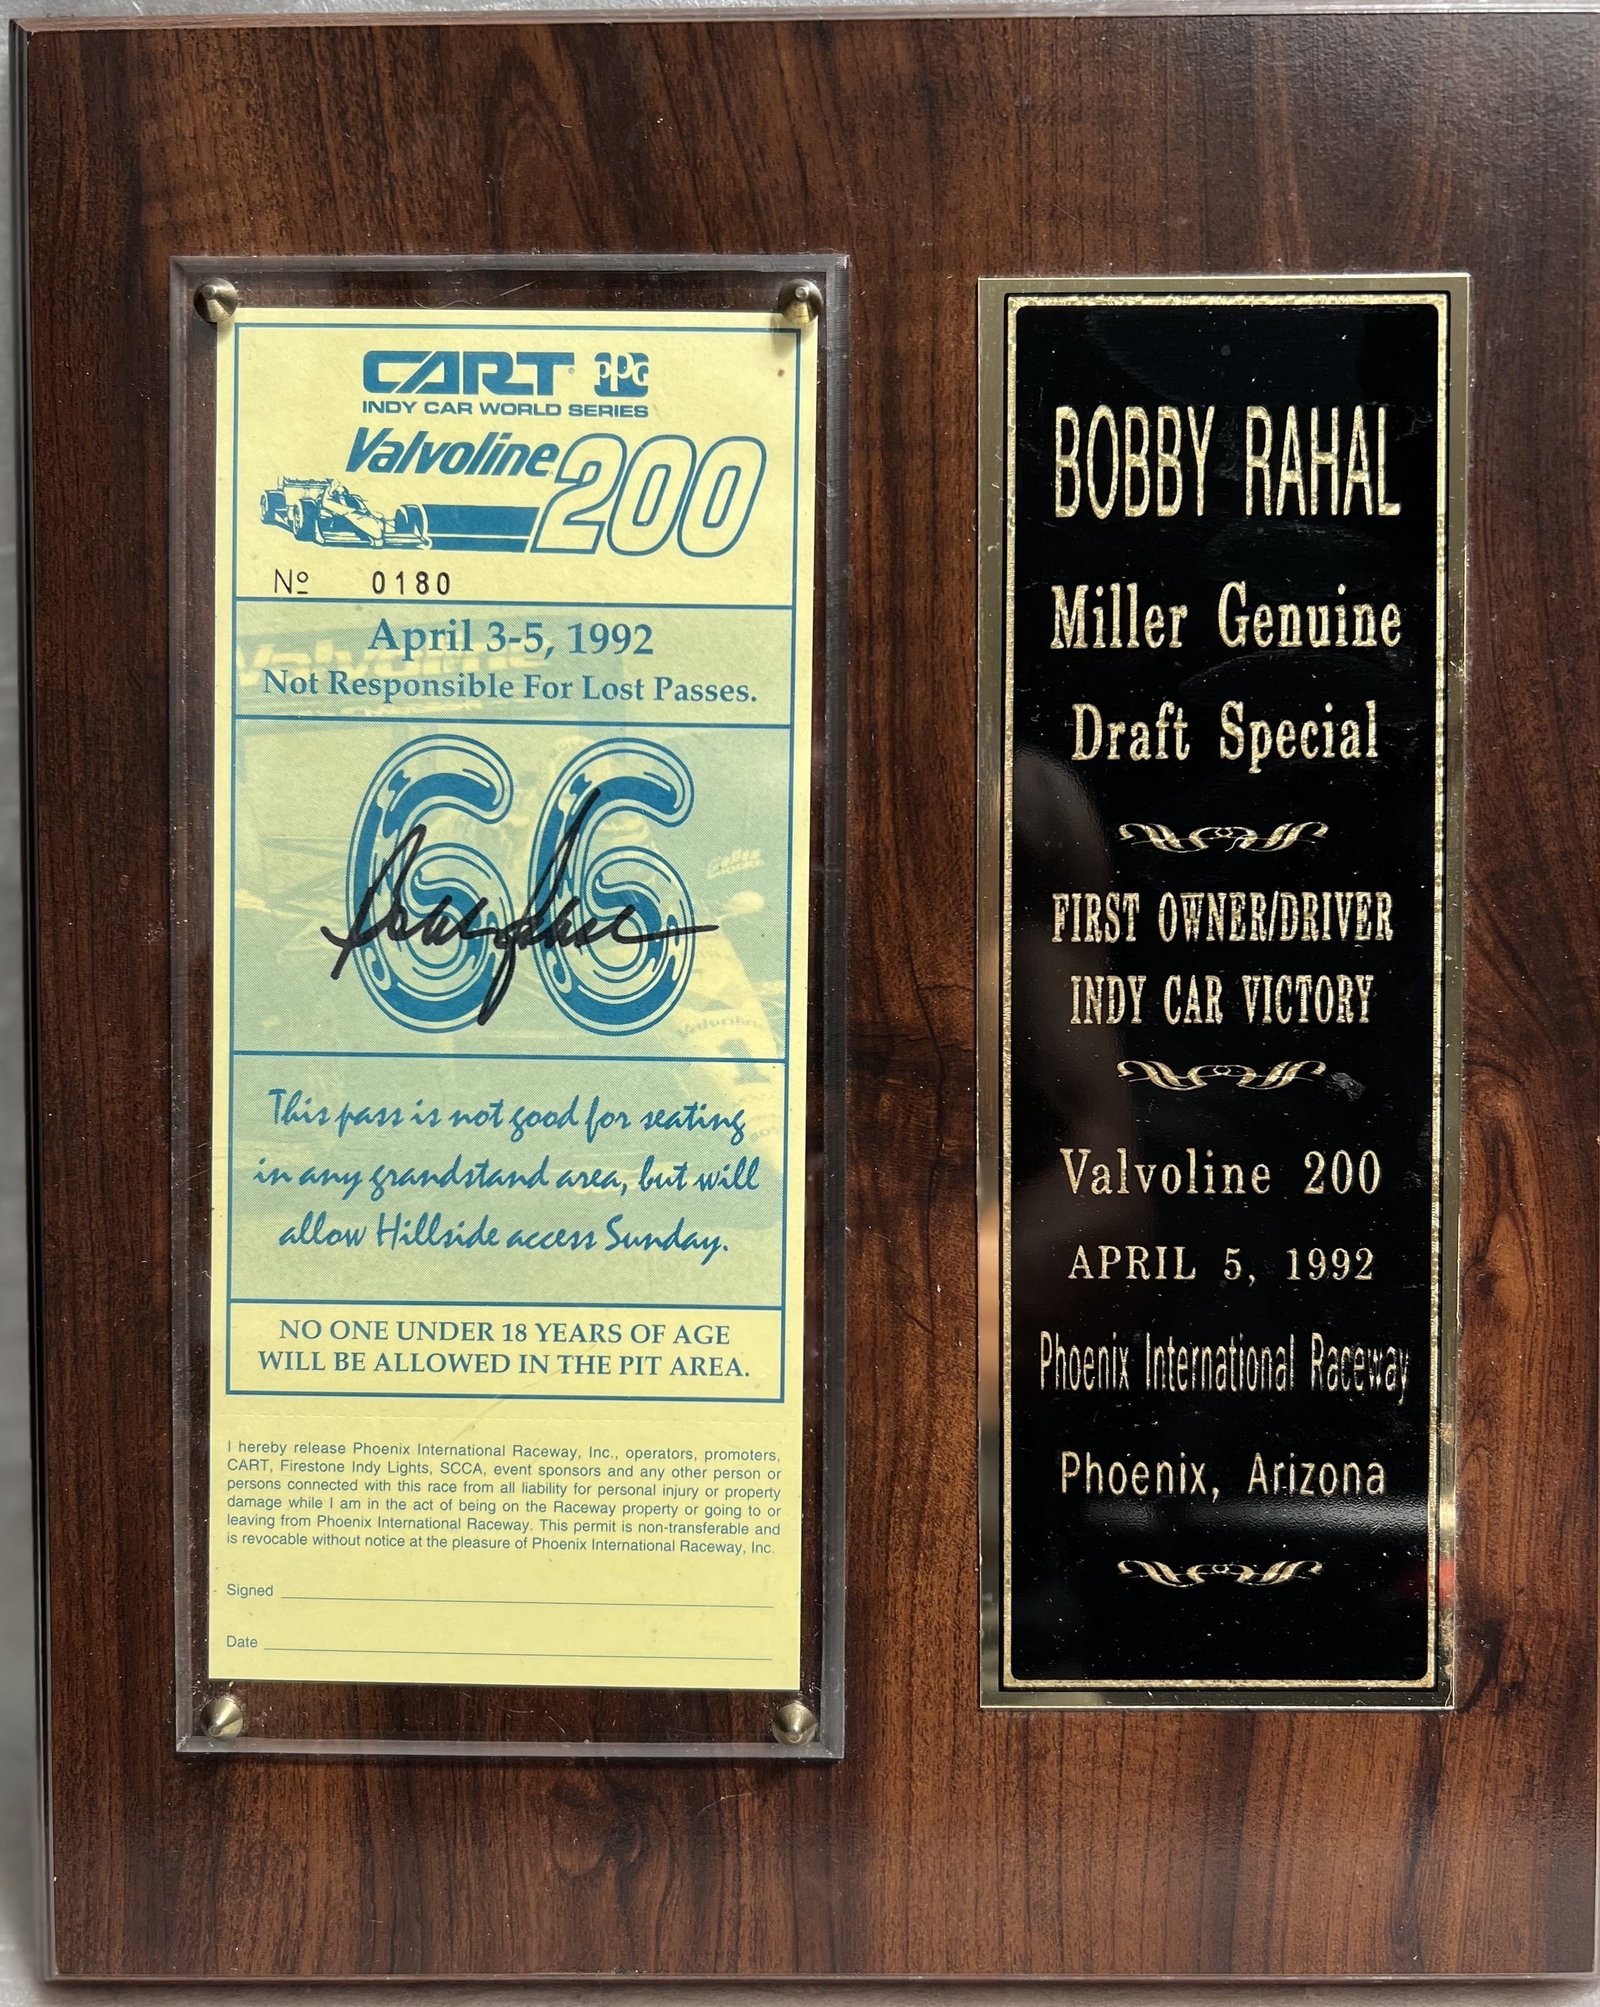 CART PPG
INDY CAR WORLD SERIES
Valvoline 200
Nº 0180
April 3-5, 1992
Not Responsible For Lost Passes.
66
Bobby Rahal
This pass is not good for seating
in any grandstand area, but will
allow Hillside access Sunday.
NO ONE UNDER 18 YEARS OF AGE
WILL BE ALLOWED IN THE PIT AREA.
I hereby release Phoenix International Raceway, Inc., operators, promoters,
CART, Firestone Indy Lights, SCCA, event sponsors and any other person or
persons connected with this race from all liability for personal injury or property
damage while I am in the act of being on the Raceway property or going to or
leaving from Phoenix International Raceway. This permit is non-transferable and
is revocable without notice at the pleasure of Phoenix International Raceway, Inc.
Signed
Date
BOBBY RAHAL
Miller Genuine
Draft Special
FIRST OWNER/DRIVER
INDY CAR VICTORY
Valvoline 200
APRIL 5, 1992
Phoenix International Raceway
Phoenix, Arizona